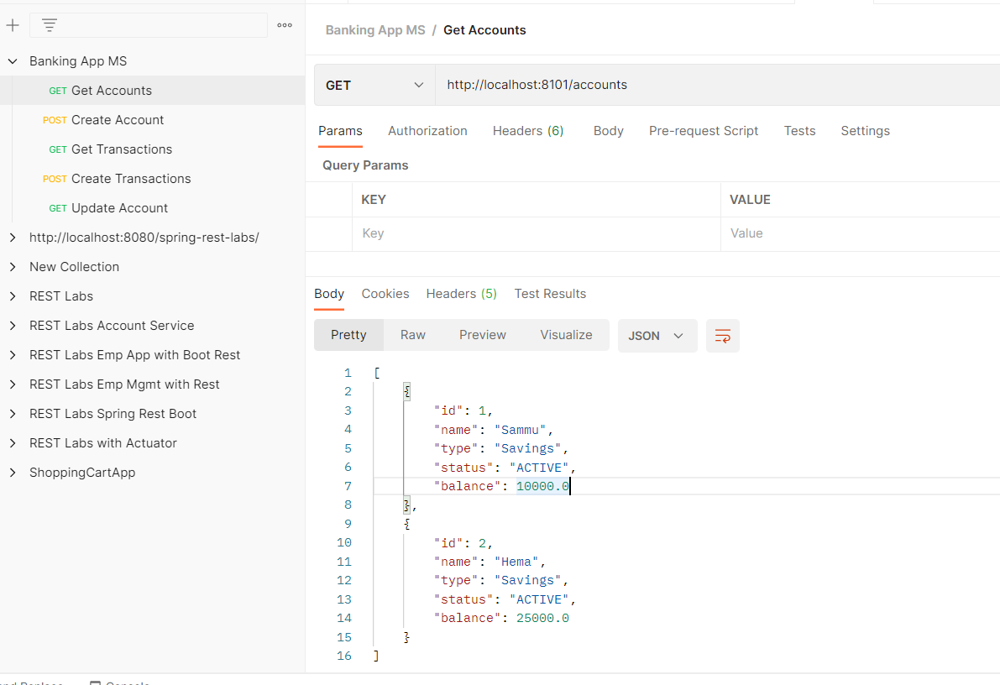 Banking App MS / Get Accounts
Banking App MS
GET Get Accounts
POST Create Account
GET Get Transactions
POST Create Transactions
GET Update Account
http://localhost:8080/spring-rest-labs/
New Collection
REST Labs
REST Labs Account Service
REST Labs Emp App with Boot Rest
REST Labs Emp Mgmt with Rest
REST Labs Spring Rest Boot
REST Labs with Actuator
ShoppingCartApp
GET http://localhost:8101/accounts
Params Authorization Headers (6) Body Pre-request Script Tests Settings
Query Params
KEY VALUE
Key Value
Body Cookies Headers (5) Test Results
Pretty Raw Preview Visualize JSON
1 [
2 {
3 "id": 1,
4 "name": "Sammu",
5 "type": "Savings",
6 "status": "ACTIVE",
7 "balance": 10000.0
8 },
9 {
10 "id": 2,
11 "name": "Hema",
12 "type": "Savings",
13 "status": "ACTIVE",
14 "balance": 25000.0
15 }
16 ]